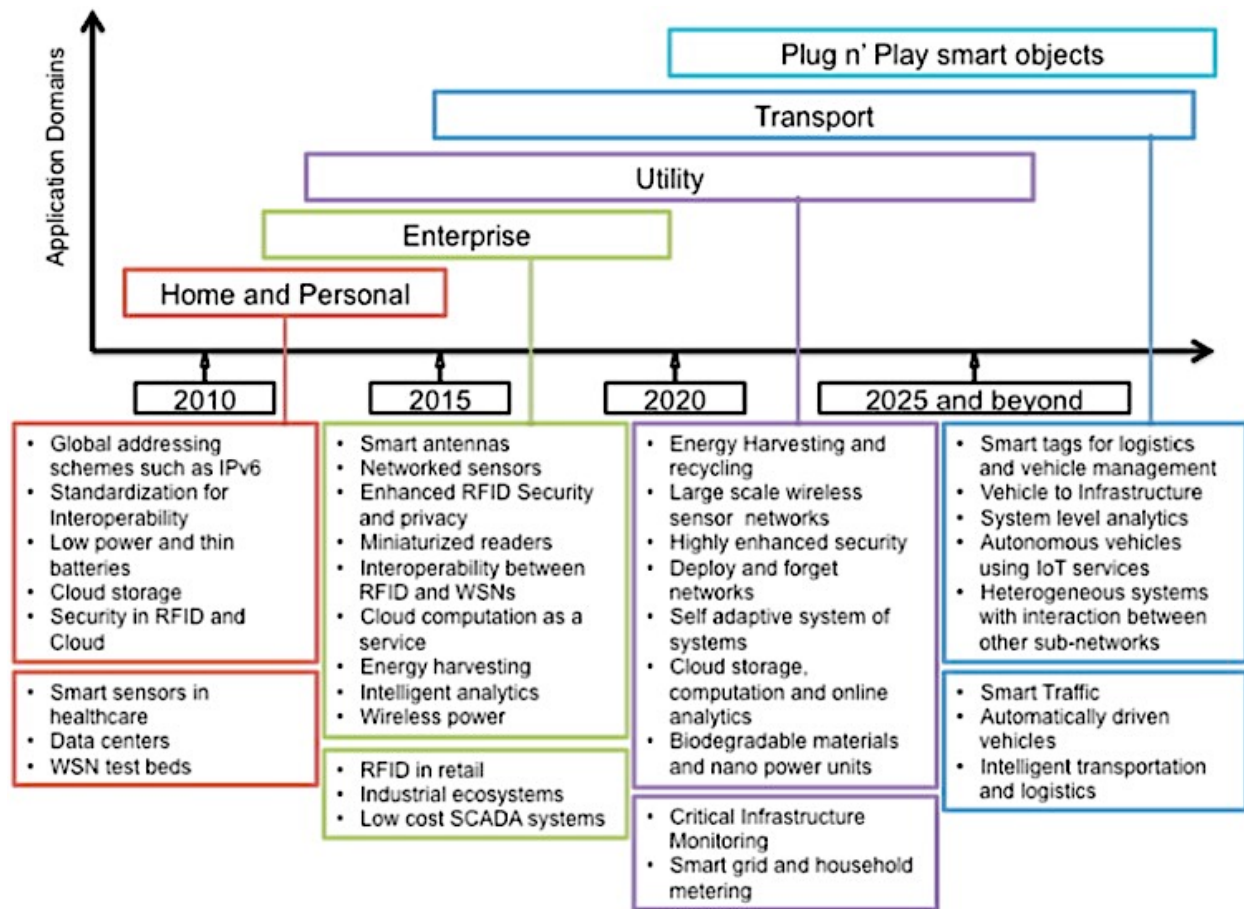 Application Domains
Plug n' Play smart objects
Transport
Utility
Enterprise
Home and Personal
2010
2015
2020
2025 and beyond
• Global addressing
schemes such as IPv6
• Standardization for
Interoperability
• Low power and thin
batteries
• Cloud storage
• Security in RFID and
Cloud
• Smart sensors in
healthcare
• Data centers
• WSN test beds
• Smart antennas
• Networked sensors
• Enhanced RFID Security
and privacy
• Miniaturized readers
• Interoperability between
RFID and WSNs
• Cloud computation as a
service
• Energy harvesting
• Intelligent analytics
• Wireless power
• RFID in retail
• Industrial ecosystems
• Low cost SCADA systems
• Energy Harvesting and
recycling
• Large scale wireless
sensor networks
• Highly enhanced security
• Deploy and forget
networks
• Self adaptive system of
systems
• Cloud storage,
computation and online
analytics
• Biodegradable materials
and nano power units
• Critical Infrastructure
Monitoring
• Smart grid and household
metering
• Smart tags for logistics
and vehicle management
• Vehicle to Infrastructure
• System level analytics
• Autonomous vehicles
using IoT services
• Heterogeneous systems
with interaction between
other sub-networks
• Smart Traffic
• Automatically driven
vehicles
• Intelligent transportation
and logistics